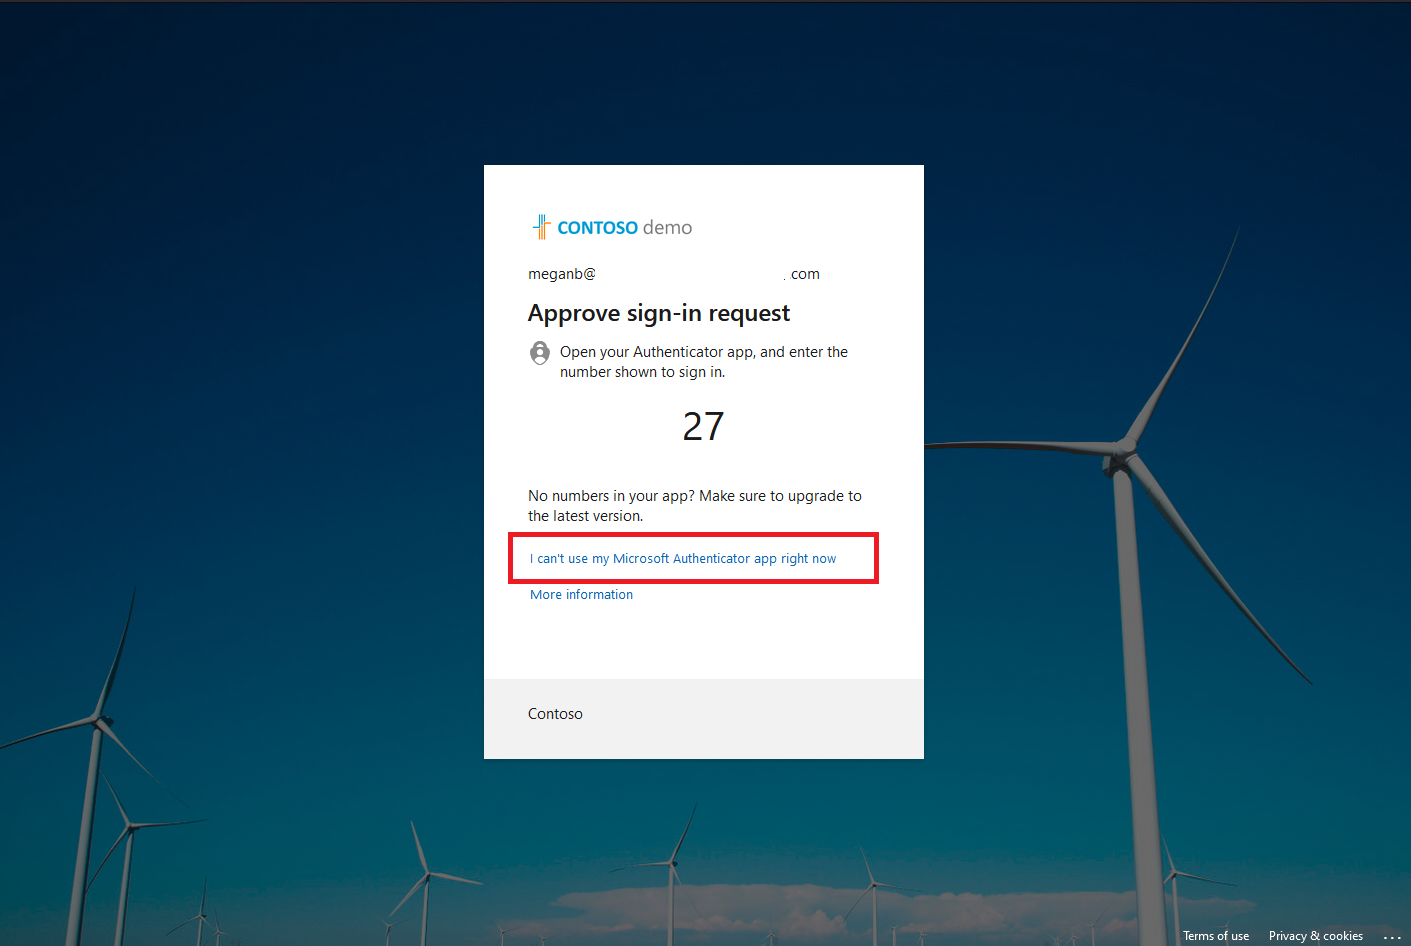 CONTOSO demo
meganb@ . com
Approve sign-in request
Open your Authenticator app, and enter the
number shown to sign in.
27
No numbers in your app? Make sure to upgrade to
the latest version.
I can't use my Microsoft Authenticator app right now
More information
Contoso
Terms of use Privacy & cookies ...